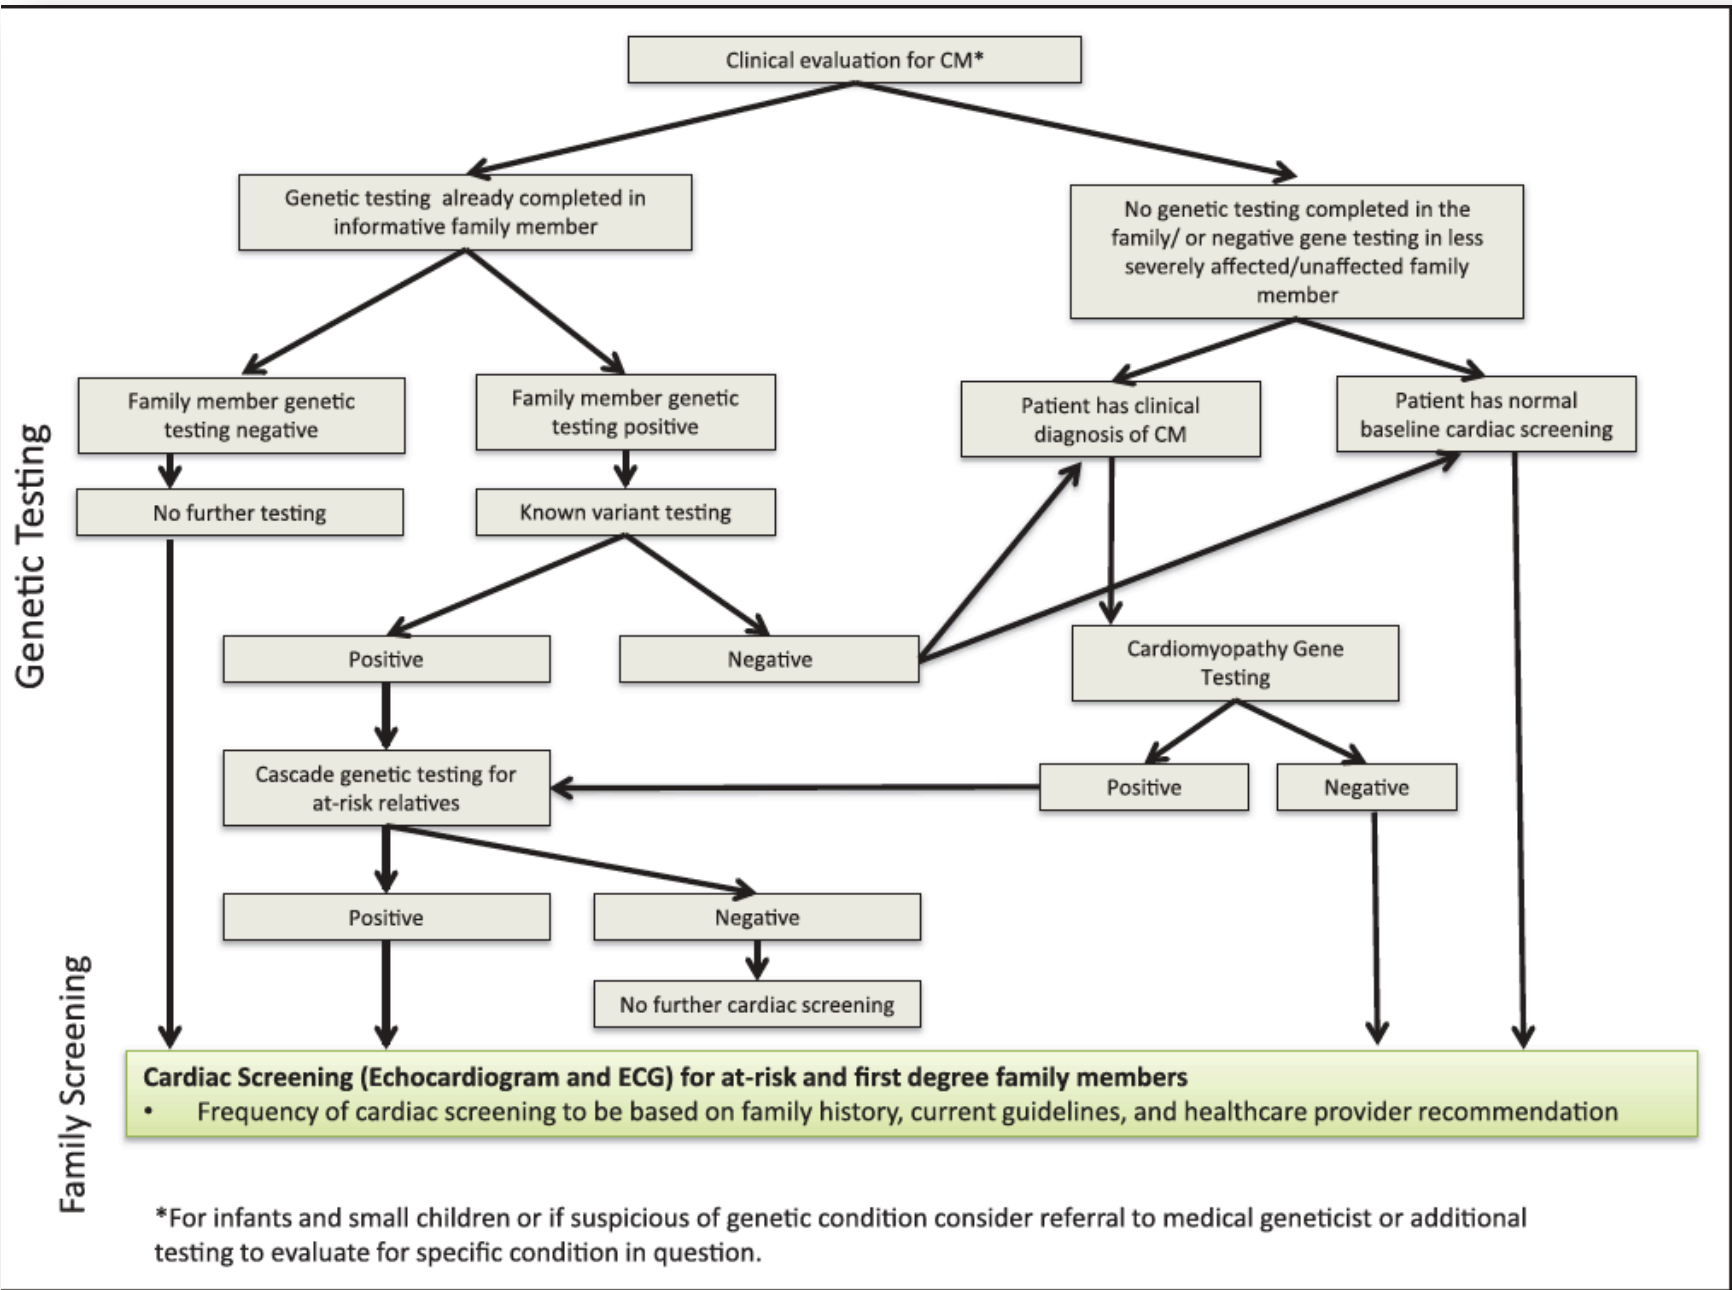 Clinical evaluation for CM*
Genetic testing already completed in
informative family member
No genetic testing completed in the
family/ or negative gene testing in less
severely affected/unaffected family
member
Family member genetic
testing negative
Family member genetic
testing positive
Patient has clinical
diagnosis of CM
Patient has normal
baseline cardiac screening
No further testing
Known variant testing
Genetic Testing
Positive
Negative
Cardiomyopathy Gene
Testing
Cascade genetic testing for
at-risk relatives
Positive
Negative
Positive
Negative
No further cardiac screening
Family Screening
Cardiac Screening (Echocardiogram and ECG) for at-risk and first degree family members
• Frequency of cardiac screening to be based on family history, current guidelines, and healthcare provider recommendation
*For infants and small children or if suspicious of genetic condition consider referral to medical geneticist or additional
testing to evaluate for specific condition in question.